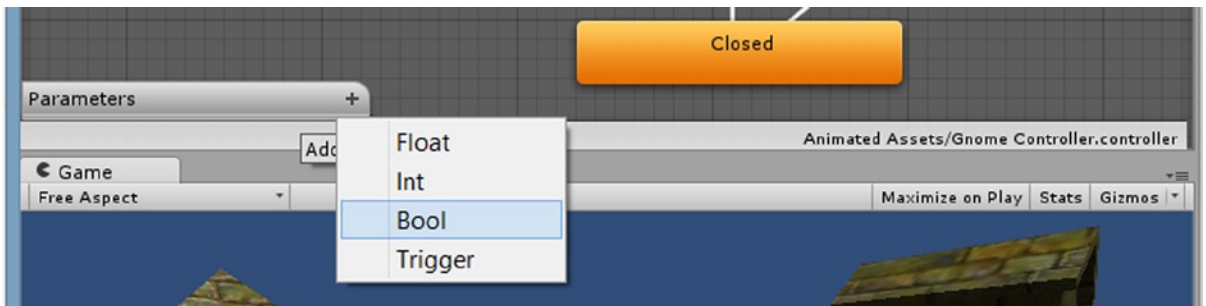 Closed
Parameters +
Animated Assets/Gnome Controller.controller
Add
Float
Int
Bool
Trigger
Game
Free Aspect
Maximize on Play Stats Gizmos